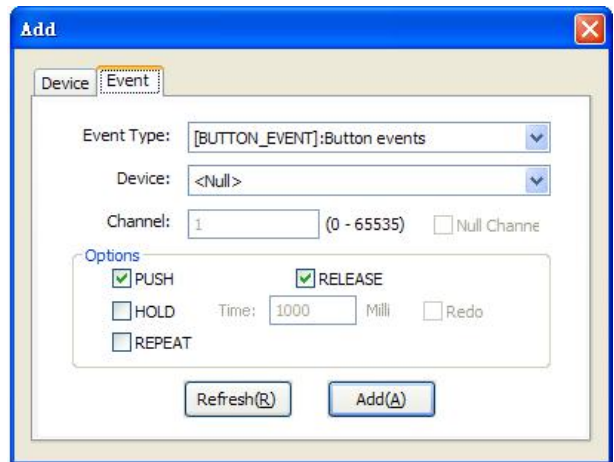 Add
Device Event
Event Type: [BUTTON_EVENT]:Button events
Device: <Null>
Channel: 1 (0 - 65535) Null Channe
Options
PUSH RELEASE
HOLD Time: 1000 Milli Redo
REPEAT
Refresh(R) Add(A)